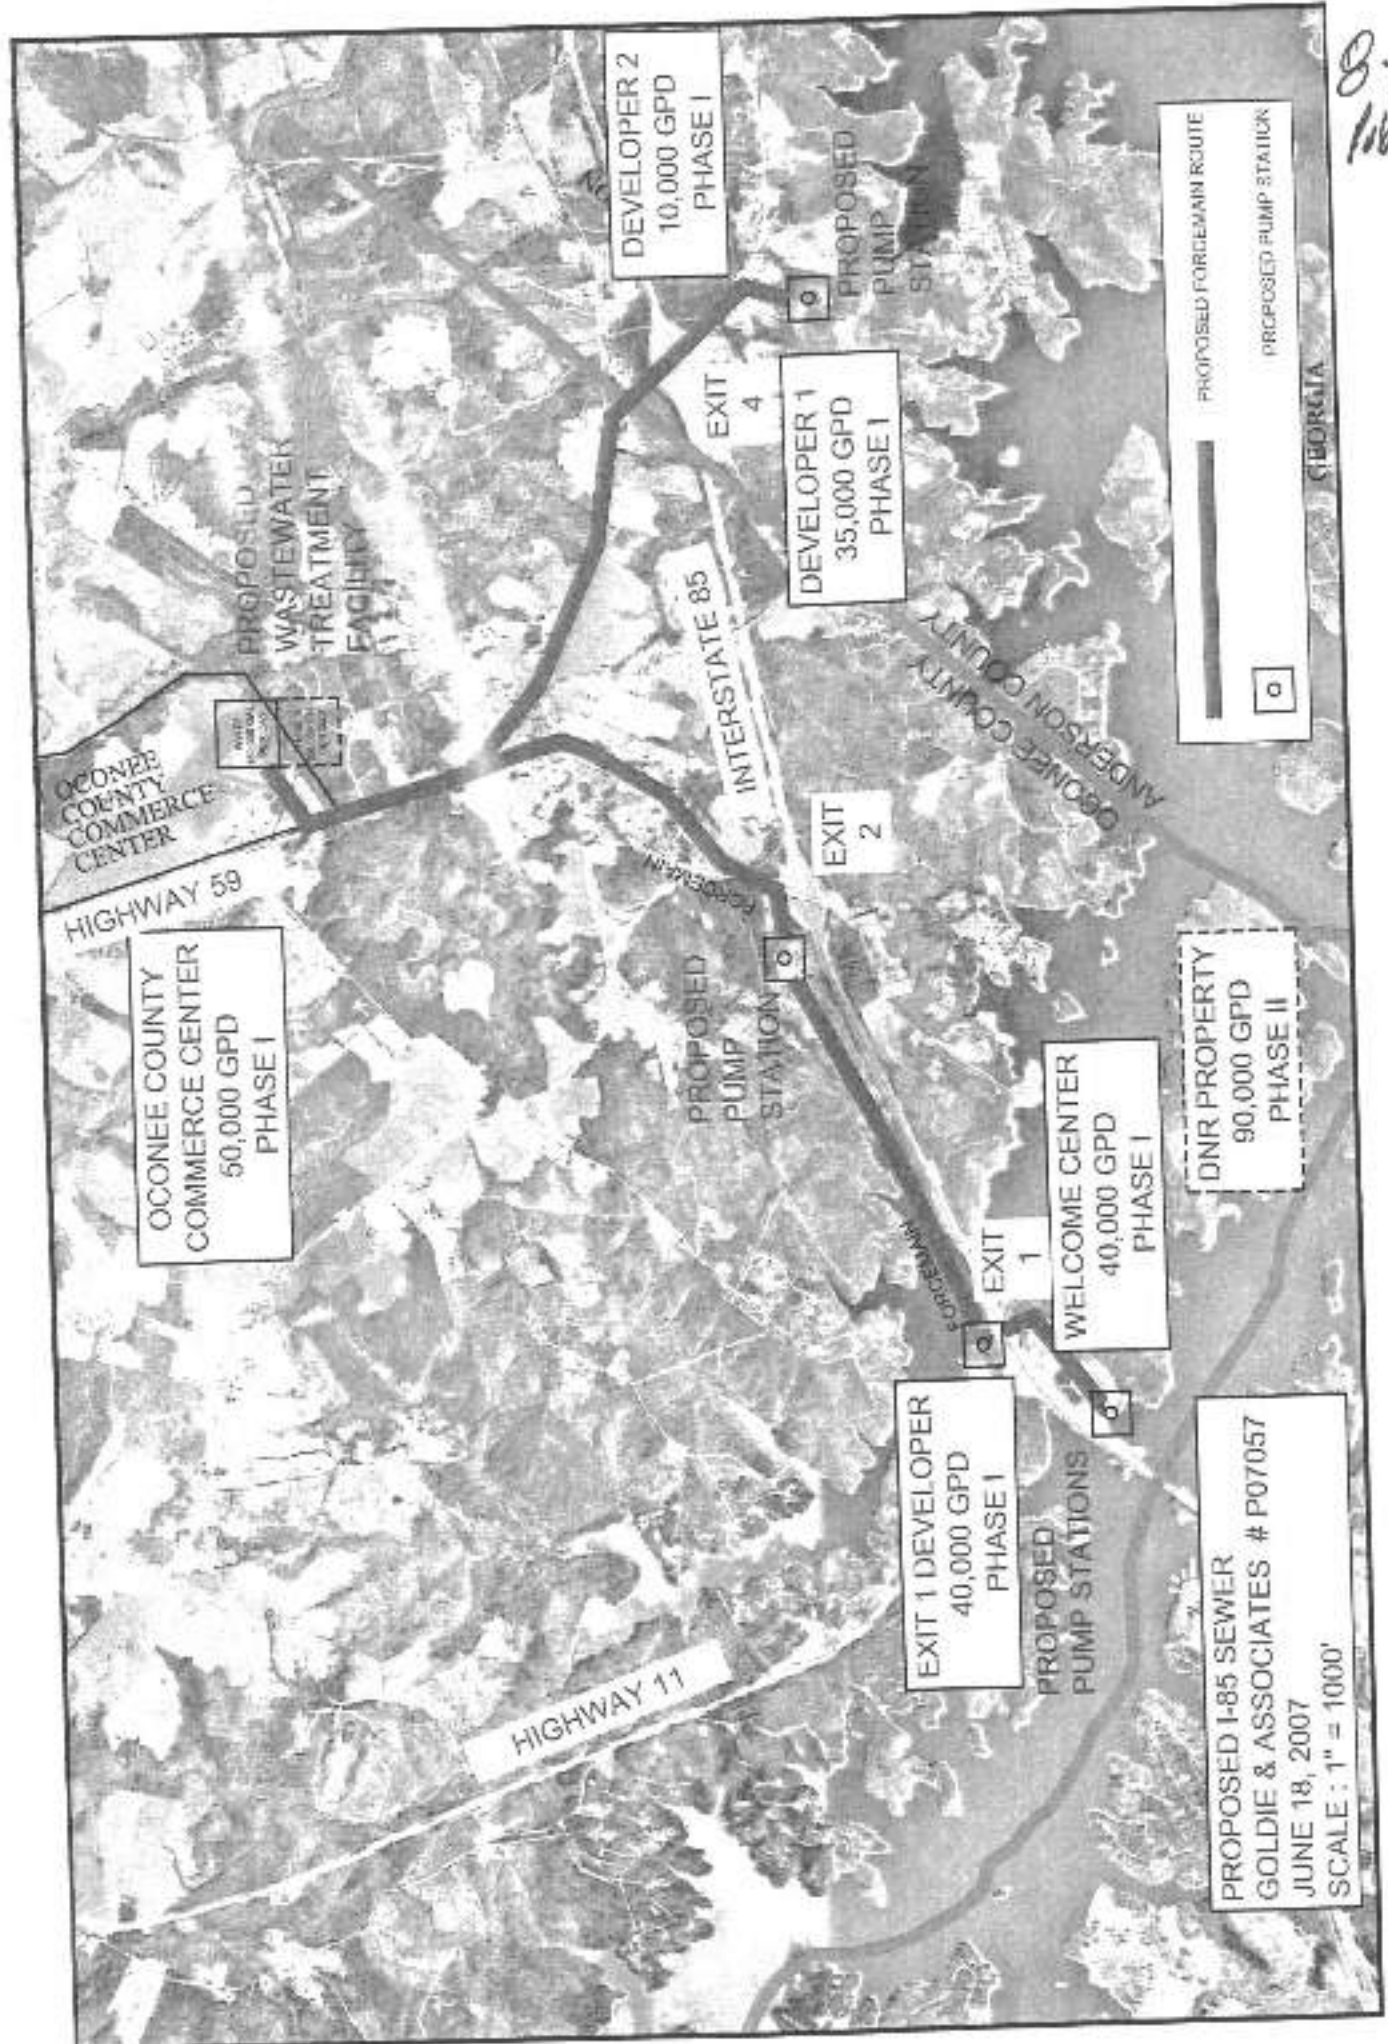 OCONEE
COUNTY
COMMERCE
CENTER
HIGHWAY 59
OCONEE COUNTY
COMMERCE CENTER
50,000 GPD
PHASE I
PROPOSED
WASTEWATER
TREATMENT
FACILITY
DEVELOPER 2
10,000 GPD
PHASE I
PROPOSED
PUMP
STATION
EXIT
4
DEVELOPER 1
35,000 GPD
PHASE I
INTERSTATE 85
OCONEE COUNTY
ANDERSON COUNTY
EXIT
2
FORCEMAIN
PROPOSED
PUMP
STATION
FORCEMAIN
EXIT
1
WELCOME CENTER
40,000 GPD
PHASE I
DNR PROPERTY
90,000 GPD
PHASE II
EXIT 1 DEVELOPER
40,000 GPD
PHASE I
PROPOSED
PUMP STATIONS
HIGHWAY 11
PROPOSED I-85 SEWER
GOLDIE & ASSOCIATES # P07057
JUNE 18, 2007
SCALE : 1" = 1000'
PROPOSED FORCEMAIN ROUTE
PROPOSED PUMP STATION
GEORGIA